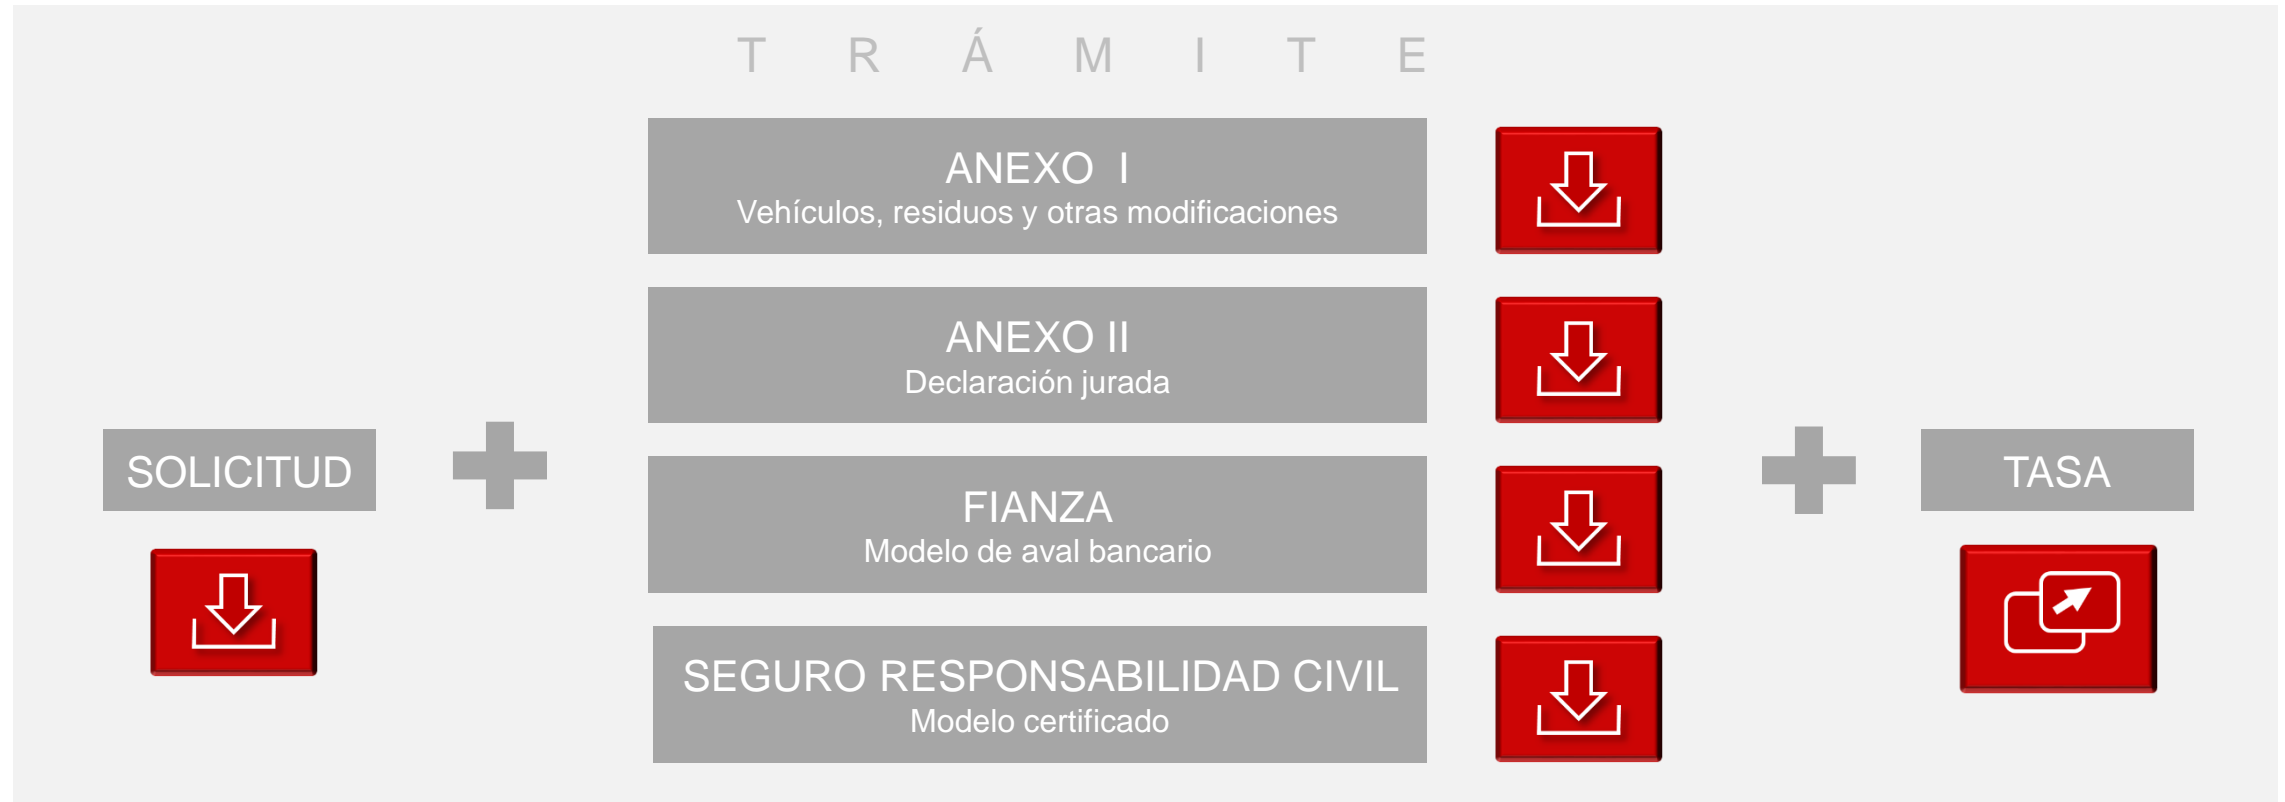 T R Á M I T E
SOLICITUD
ANEXO I
Vehículos, residuos y otras modificaciones
ANEXO II
Declaración jurada
FIANZA
Modelo de aval bancario
SEGURO RESPONSABILIDAD CIVIL
Modelo certificado
TASA